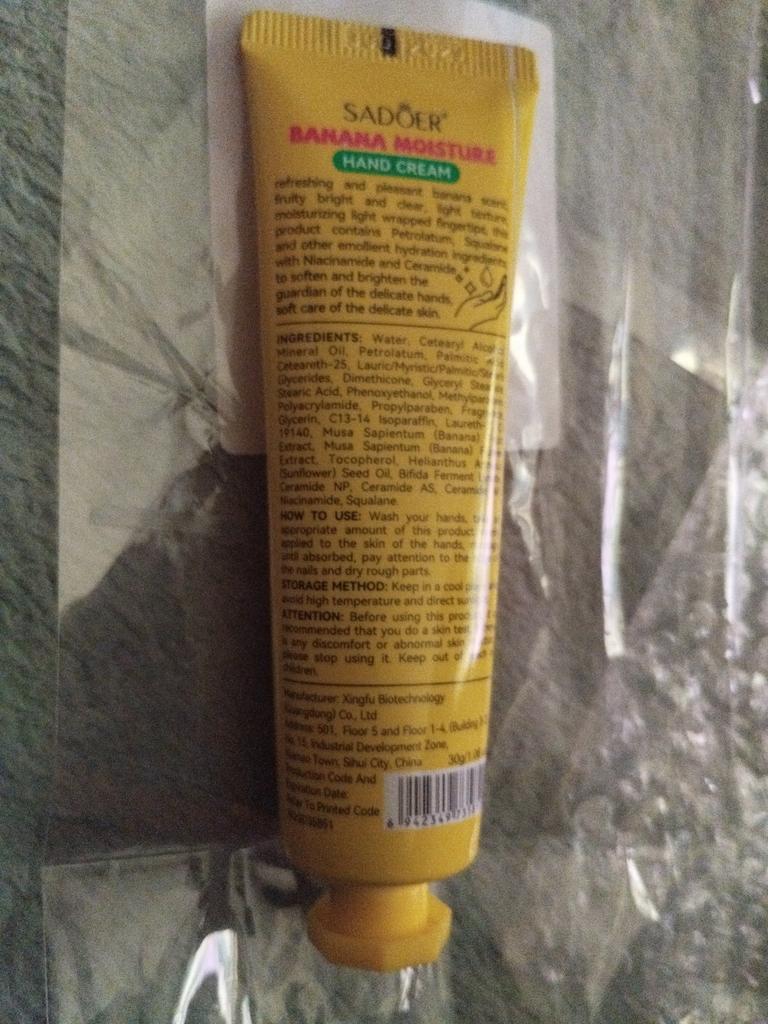 SADOER
BANANA MOISTURE
HAND CREAM
refreshing and pleasant banana scent,
fruity bright and clear, light texture,
moisturizing light wrapped fingertips, this
product contains Petrolatum, Squalane
and other emollient hydration ingredients
with Niacinamide and Ceramide
to soften and brighten the
guardian of the delicate hands,
soft care of the delicate skin.
INGREDIENTS: Water, Cetearyl
Mineral Oil, Petrolatum, Palmitic
Ceteareth-25, Lauric/Myristic/Palmitic/
Glycerides, Dimethicone, Glyceryl
Stearic Acid, Phenoxyethanol,
Polyacrylamide, Propylparaben,
Glycerin, C13-14 Isoparaffin,
19140, Musa Sapientum (Banana)
Extract, Musa Sapientum (Banana)
Extract, Tocopherol, Helianthus
(Sunflower) Seed Oil, Bifida Ferment
Ceramide NP, Ceramide AS,
Niacinamide, Squalane.
HOW TO USE: Wash your hands,
appropriate amount of this product
applied to the skin of the hands,
until absorbed, pay attention to the
the nails and dry rough parts.
STORAGE METHOD: Keep in a cool
avoid high temperature and direct
ATTENTION: Before using this
recommended that you do a skin
is any discomfort or abnormal skin
please stop using it. Keep out of
children.
Manufacturer: Xingfu Biotechnology
(Guangdong) Co., Ltd
Address: 501, Floor 5 and Floor 1-4, (Building
No.15, Industrial Development Zone,
Town, Sihui City, China
30g/
Production Code And
Expiration Date:
Refer To Printed Code
6 942349